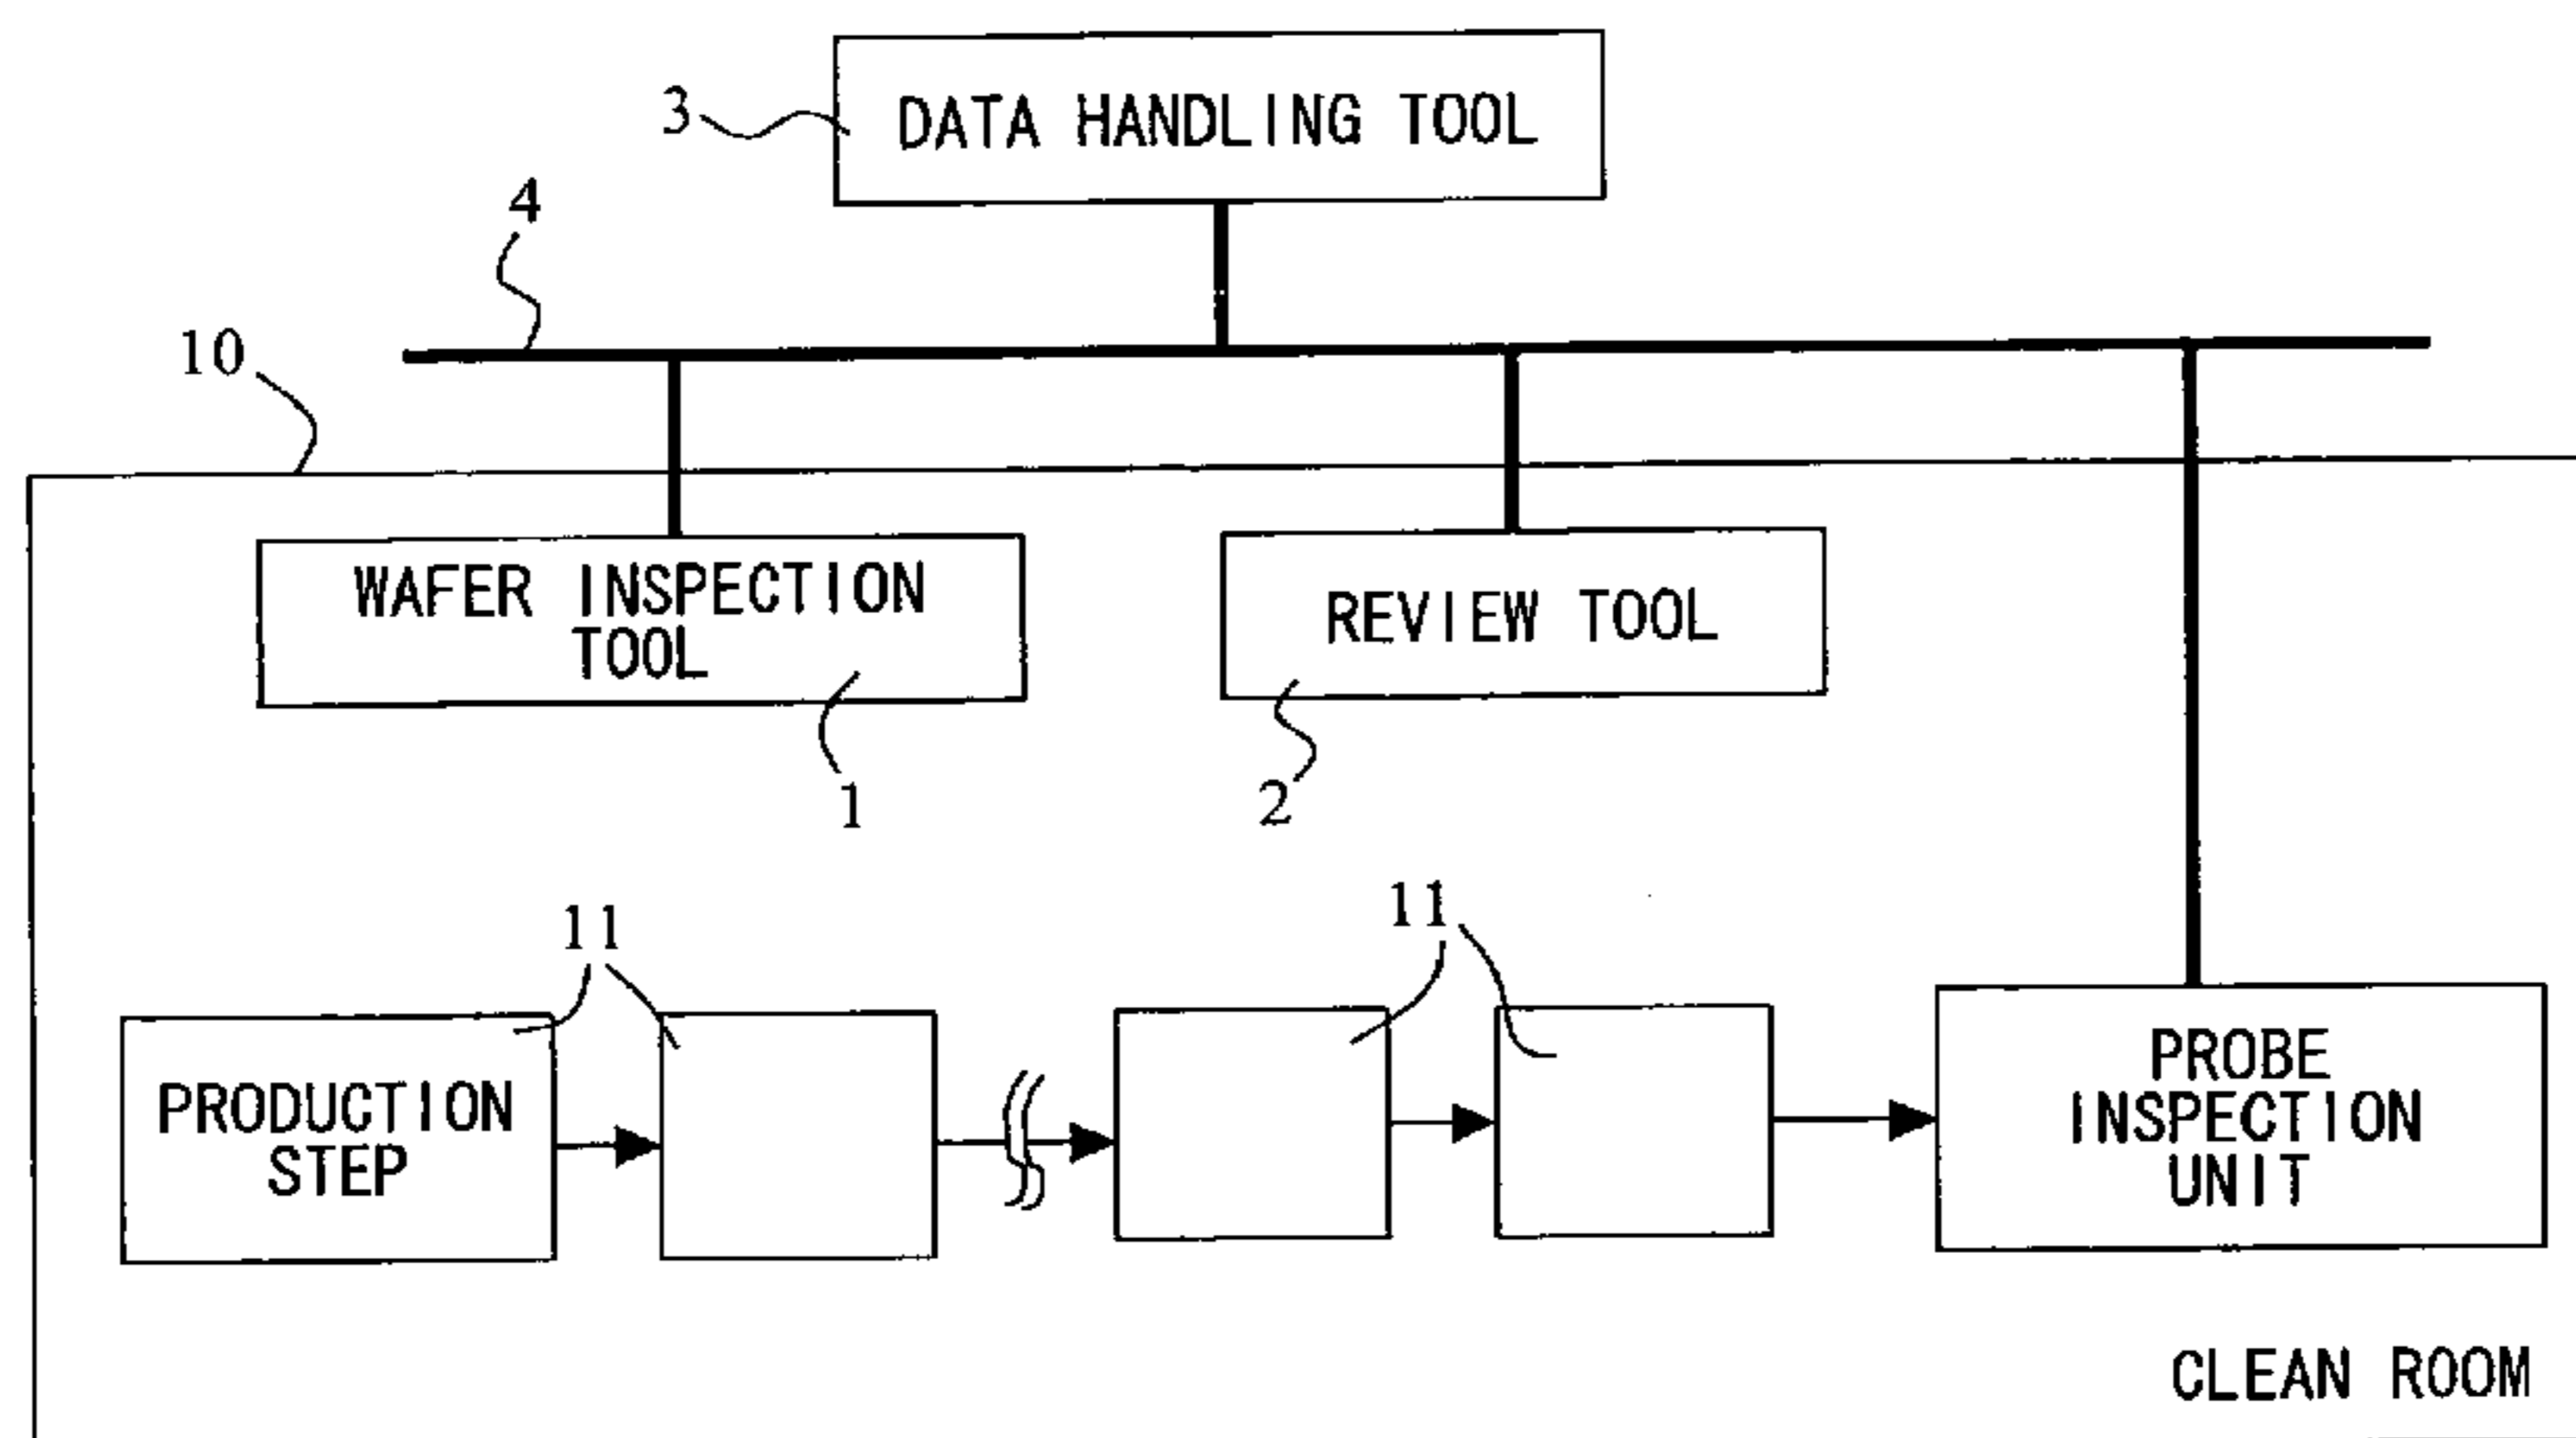 3
DATA HANDLING TOOL
4
10
WAFER INSPECTION
TOOL
REVIEW TOOL
1
2
11
11
PRODUCTION
STEP
PROBE
INSPECTION
UNIT
CLEAN ROOM